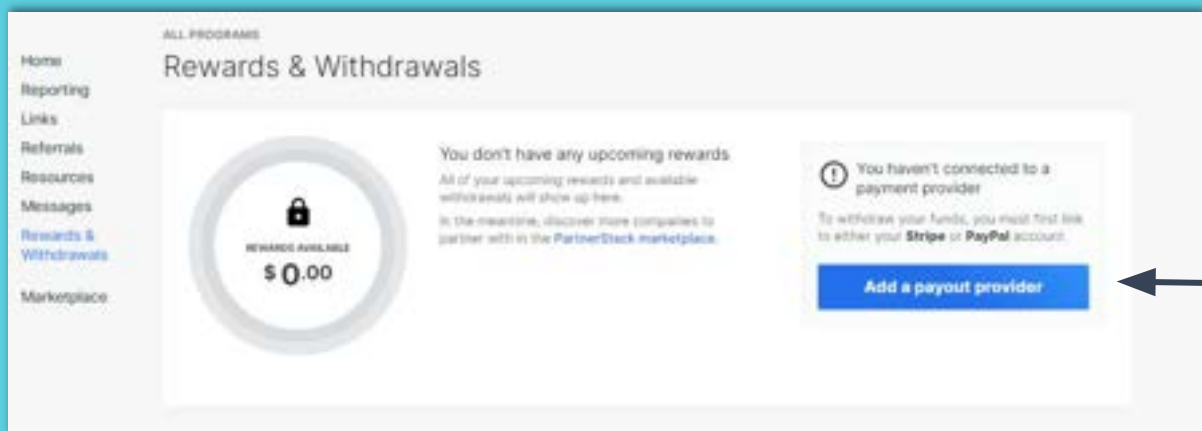 ALL PROGRAMS
Rewards & Withdrawals
Home
Reporting
Links
Referrals
Resources
Messages
Rewards &
Withdrawals
Marketplace
REWARDS AVAILABLE
$0.00
You don't have any upcoming rewards
All of your upcoming rewards and available
withdrawals will show up here.
In the meantime, discover more companies to
partner with in the PartnerStack marketplace.
You haven't connected to a
payment provider
To withdraw your funds, you must first link
to either your Stripe or PayPal account.
Add a payout provider